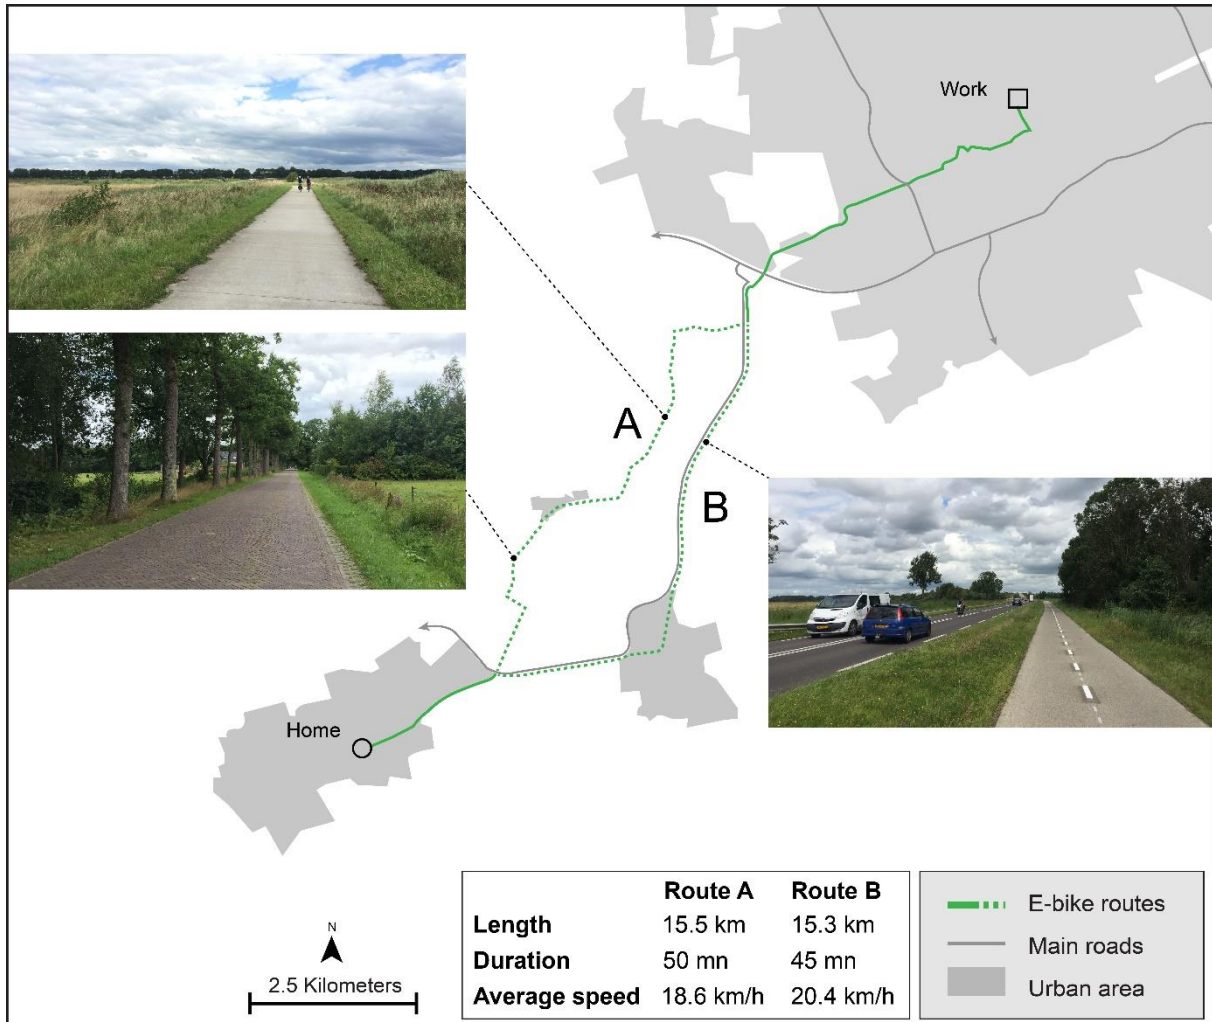 Work
A
B
Home
N
2.5 Kilometers
Route A Route B
Length 15.5 km 15.3 km
Duration 50 mn 45 mn
Average speed 18.6 km/h 20.4 km/h
E-bike routes
Main roads
Urban area